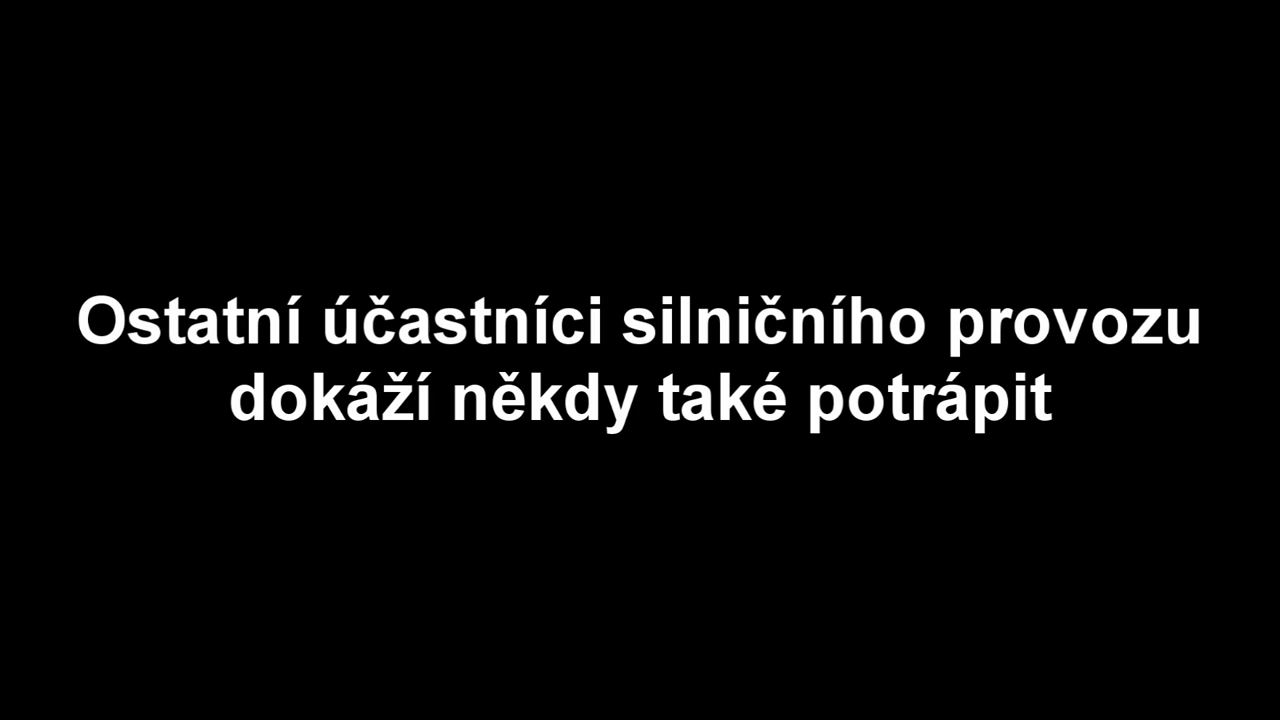 Ostatní účastníci silničního provozu
dokáží někdy také potrápit